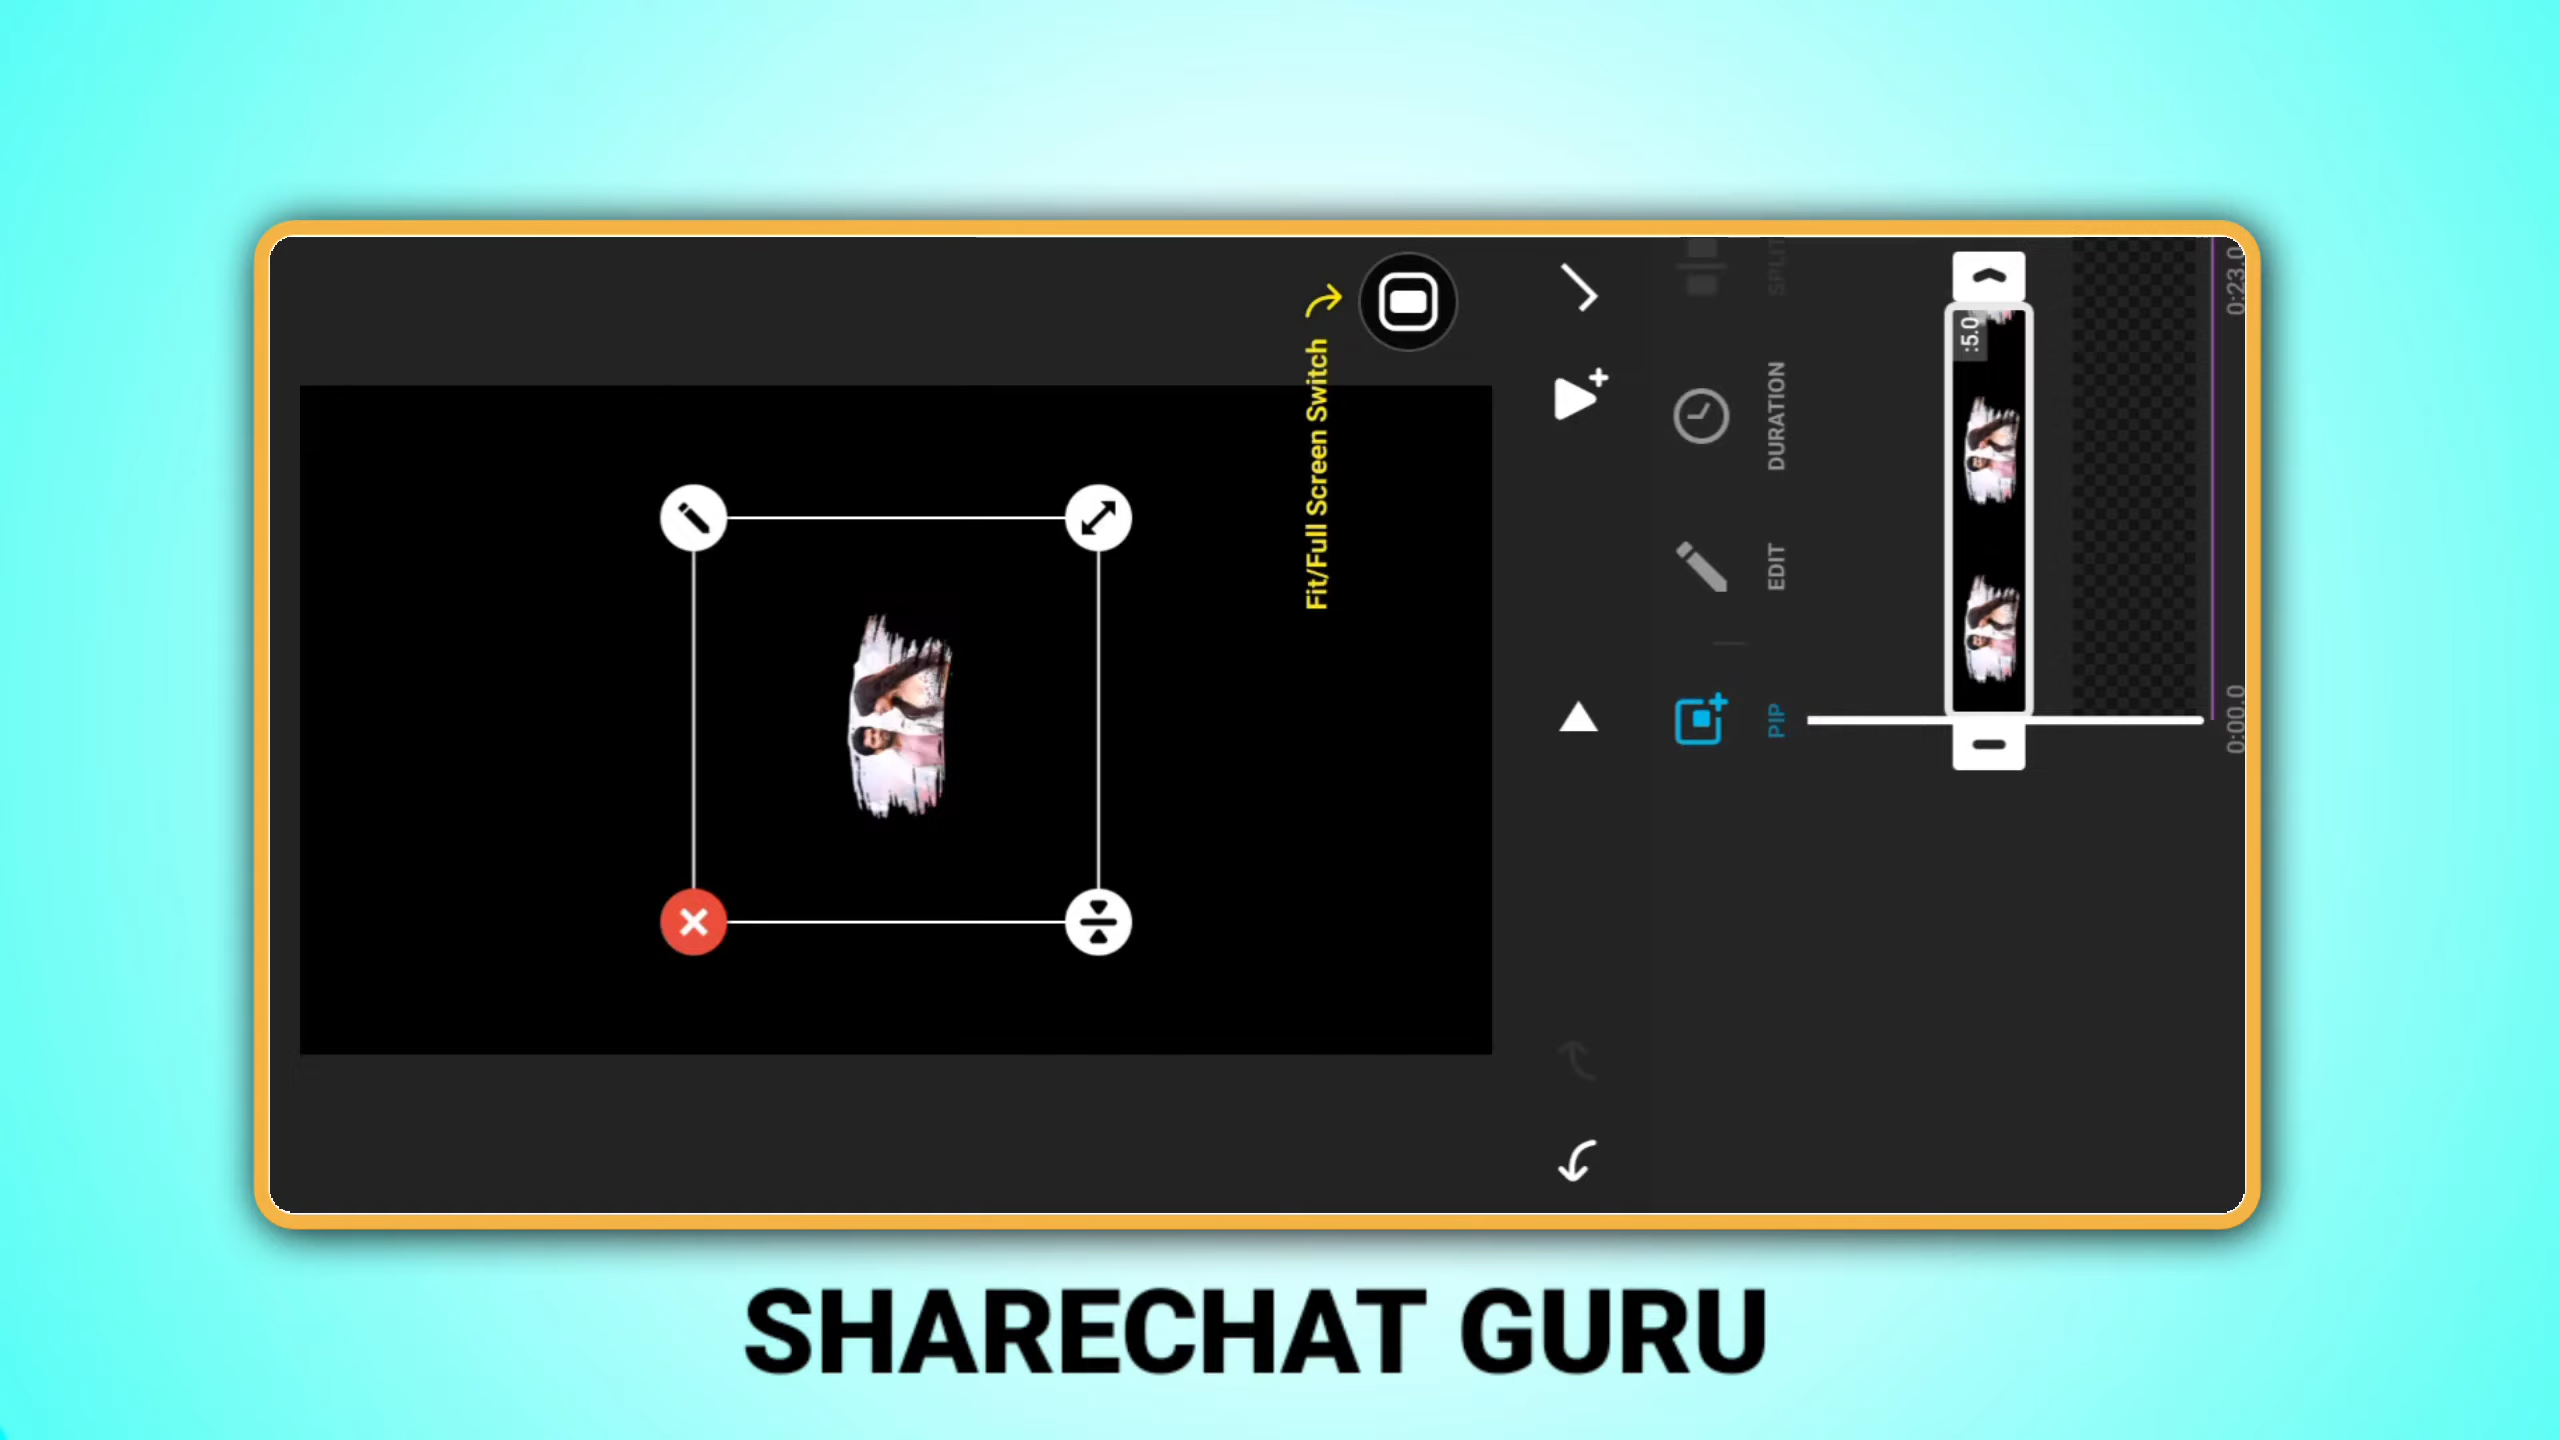 Fit/Full Screen Switch
SPLIT
DURATION
EDIT
PIP
:5.0
0:23.0
0:00.0
SHARECHAT GURU